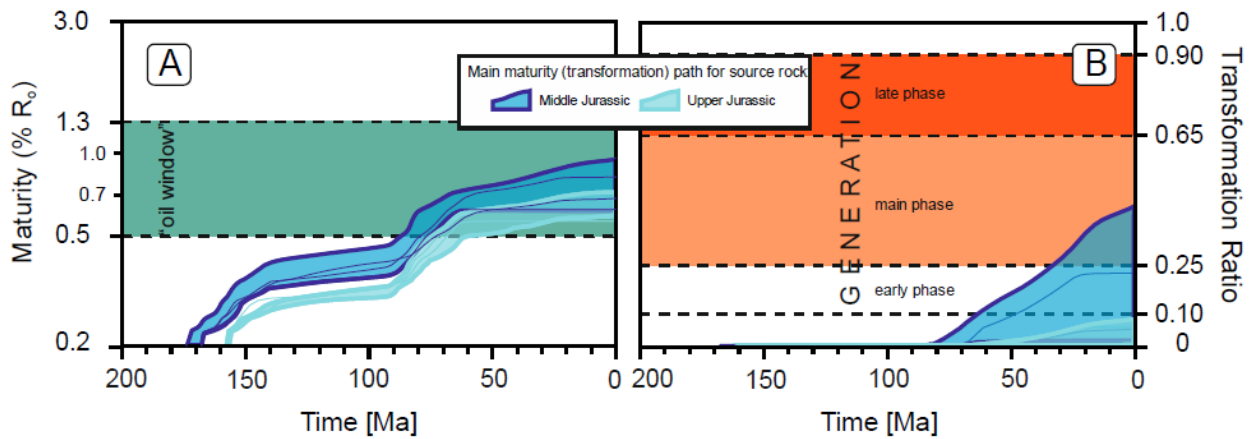 A
B
Main maturity (transformation) path for source rock
Middle Jurassic
Upper Jurassic
Maturity (% Rₒ)
3.0
1.3
1.0
0.7
0.5
0.2
"oil window"
200
150
100
50
0
Time [Ma]
GENERATION
late phase
main phase
early phase
200
150
100
50
0
Time [Ma]
1.0
0.90
0.65
0.25
0.10
0
Transformation Ratio